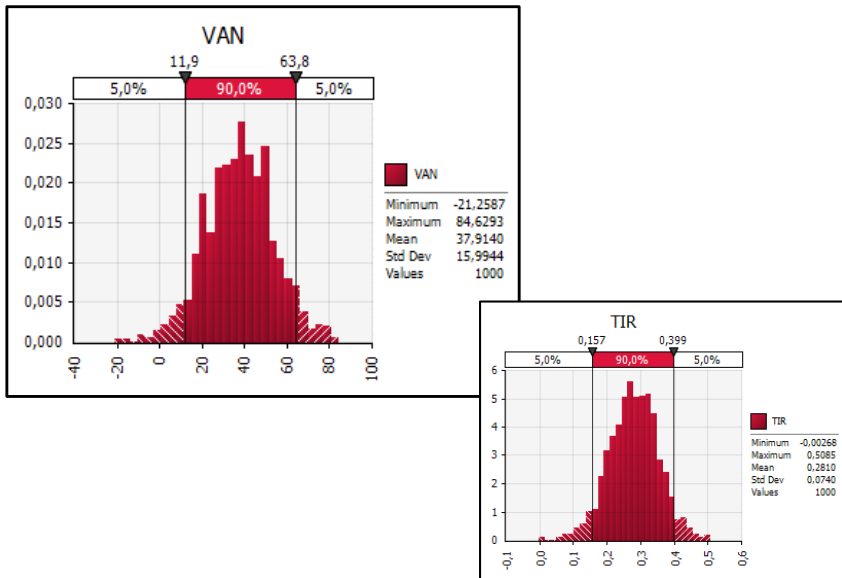 VAN
11,9 63,8
5,0% 90,0% 5,0%
0,030
0,025
0,020
0,015
0,010
0,005
0,000
-40 -20 0 20 40 60 80 100
VAN
Minimum -21,2587
Maximum 84,6293
Mean 37,9140
Std Dev 15,9944
Values 1000
TIR
0,157 0,399
5,0% 90,0% 5,0%
6
5
4
3
2
1
0
-0,1 0,0 0,1 0,2 0,3 0,4 0,5 0,6
TIR
Minimum -0,00268
Maximum 0,5085
Mean 0,2810
Std Dev 0,0740
Values 1000